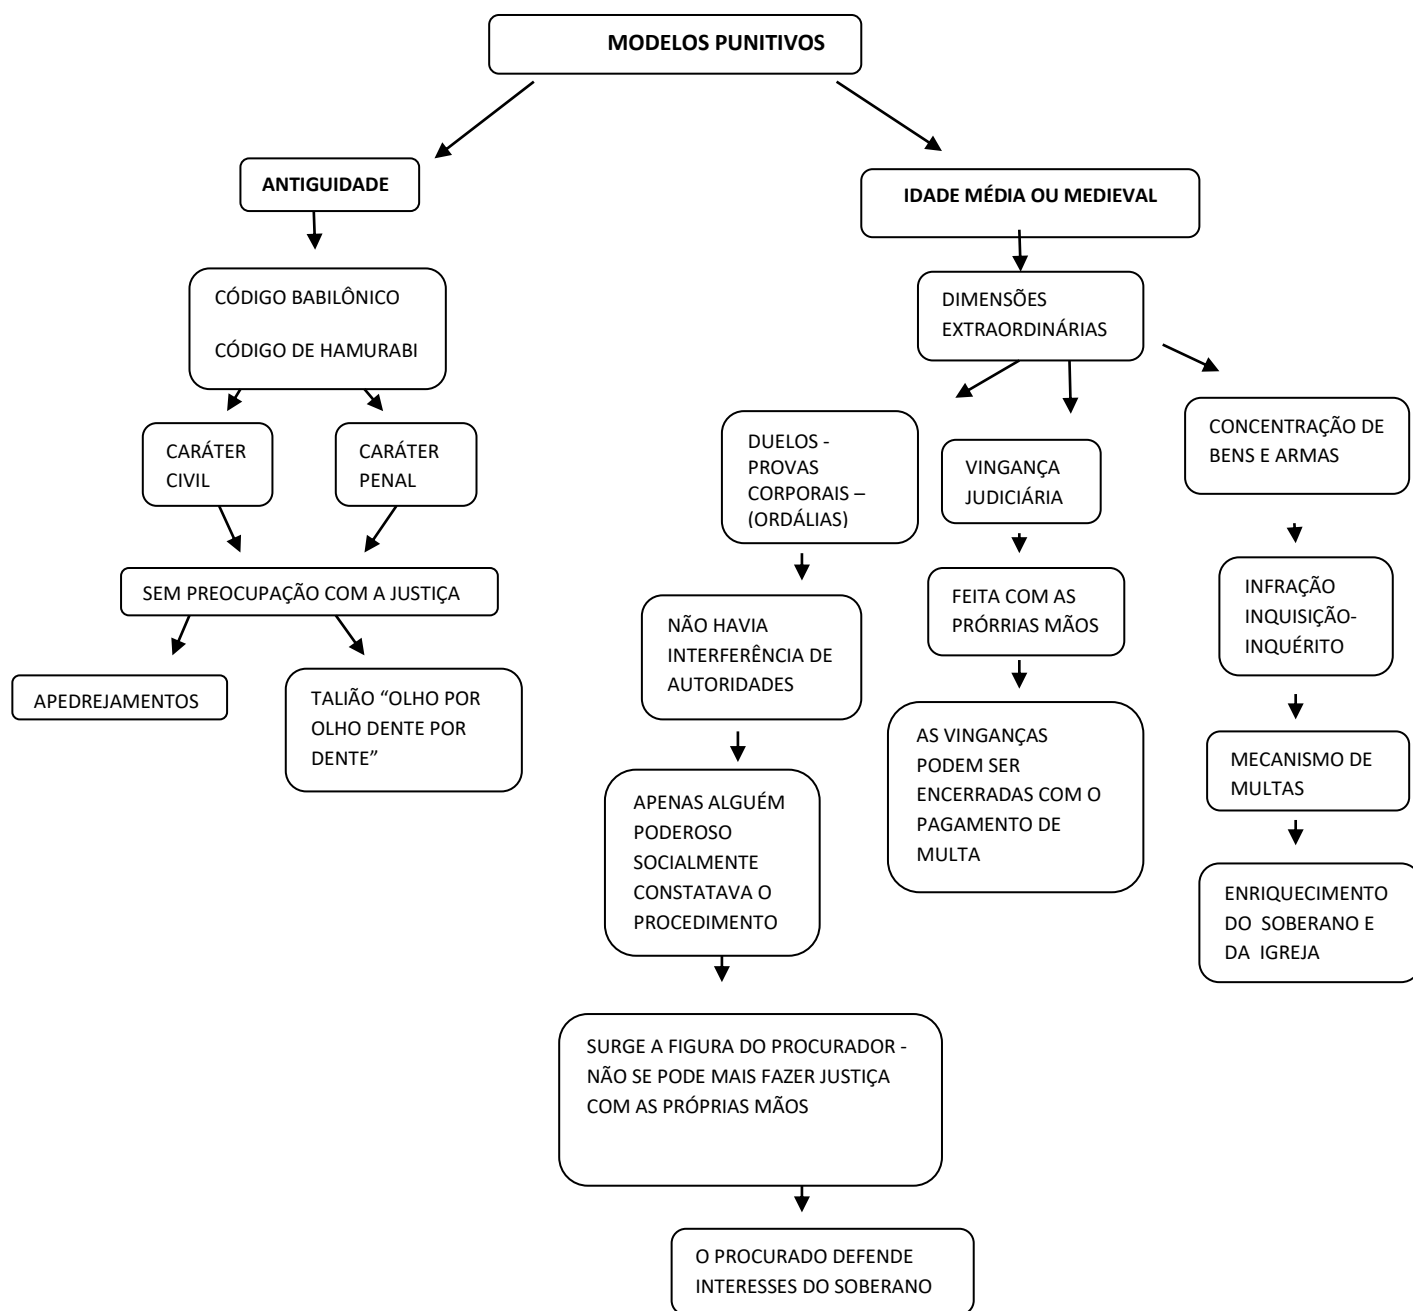 MODELOS PUNITIVOS
ANTIGUIDADE
IDADE MÉDIA OU MEDIEVAL
CÓDIGO BABILÔNICO
CÓDIGO DE HAMURABI
DIMENSÕES
EXTRAORDINÁRIAS
CARÁTER
CIVIL
CARÁTER
PENAL
DUELOS -
PROVAS
CORPORAIS –
(ORDÁLIAS)
VINGANÇA
JUDICIÁRIA
CONCENTRAÇÃO DE
BENS E ARMAS
SEM PREOCUPAÇÃO COM A JUSTIÇA
NÃO HAVIA
INTERFERÊNCIA DE
AUTORIDADES
FEITA COM AS
PRÓRRIAS MÃOS
INFRAÇÃO
INQUISIÇÃO-
INQUÉRITO
APEDREJAMENTOS
TALIÃO “OLHO POR
OLHO DENTE POR
DENTE”
APENAS ALGUÉM
PODEROSO
SOCIALMENTE
CONSTATAVA O
PROCEDIMENTO
AS VINGANÇAS
PODEM SER
ENCERRADAS COM O
PAGAMENTO DE
MULTA
MECANISMO DE
MULTAS
ENRIQUECIMENTO
DO SOBERANO E
DA IGREJA
SURGE A FIGURA DO PROCURADOR -
NÃO SE PODE MAIS FAZER JUSTIÇA
COM AS PRÓPRIAS MÃOS
O PROCURADO DEFENDE
INTERESSES DO SOBERANO